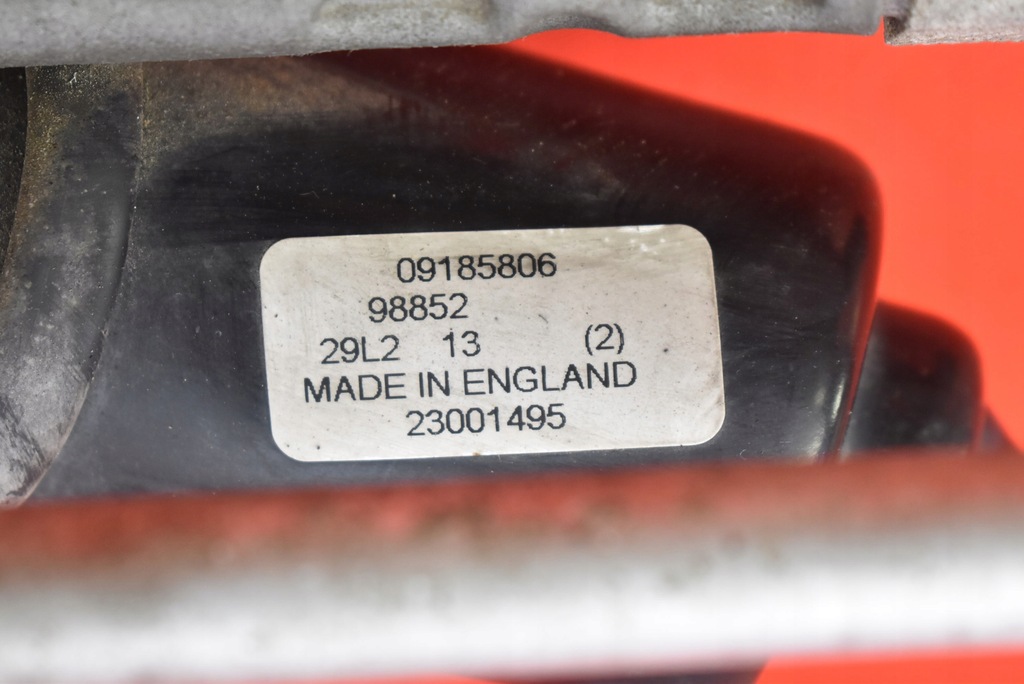 09185806
98852
29L2 13 (2)
MADE IN ENGLAND
23001495